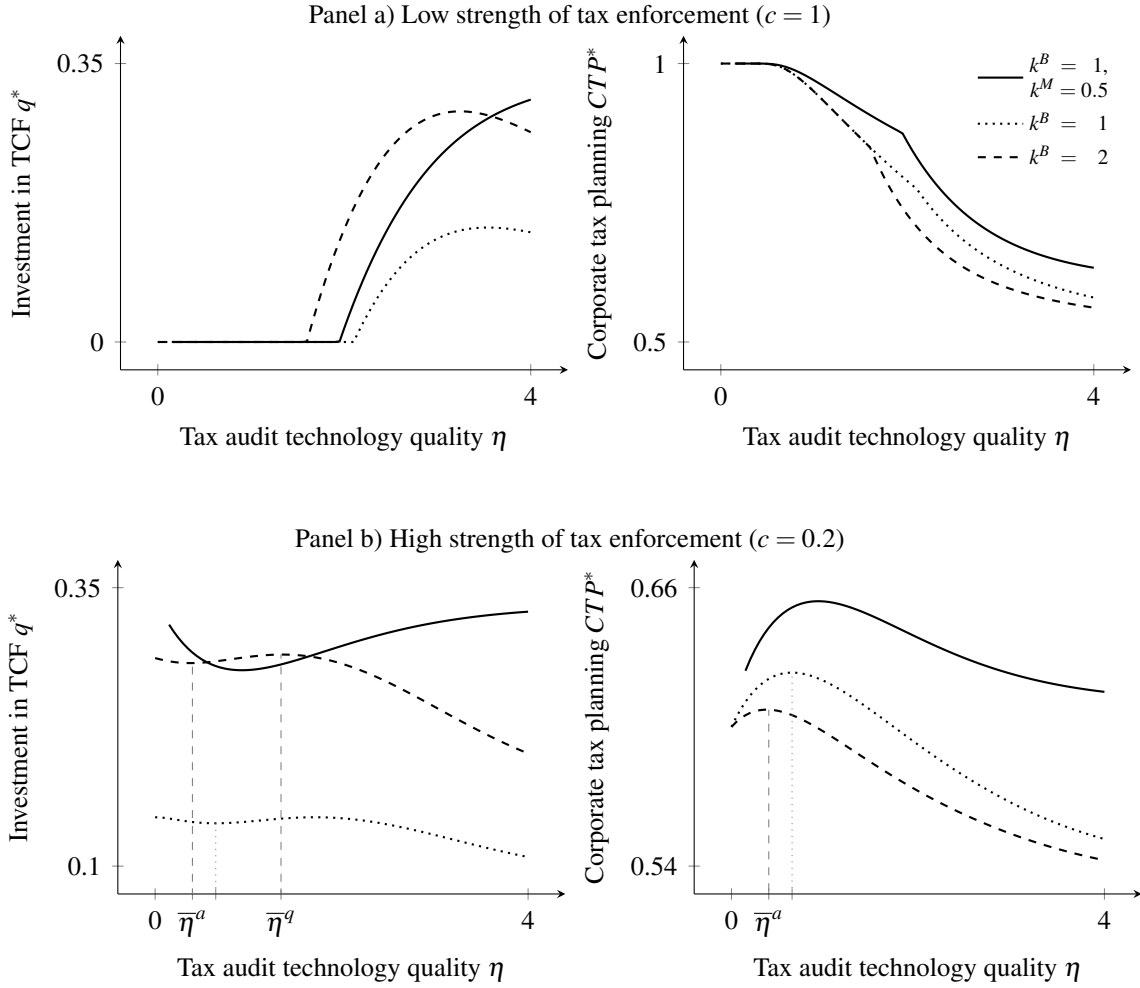 Panel a) Low strength of tax enforcement (c = 1)
Investment in TCF q*
0.35
0
0
4
Tax audit technology quality η
Corporate tax planning CTP*
1
0.5
0
4
Tax audit technology quality η
k^B = 1,
k^M = 0.5
k^B = 1
k^B = 2
Panel b) High strength of tax enforcement (c = 0.2)
Investment in TCF q*
0.35
0.1
0
η̅^a
η̅^q
4
Tax audit technology quality η
Corporate tax planning CTP*
0.66
0.54
0
η̅^a
4
Tax audit technology quality η